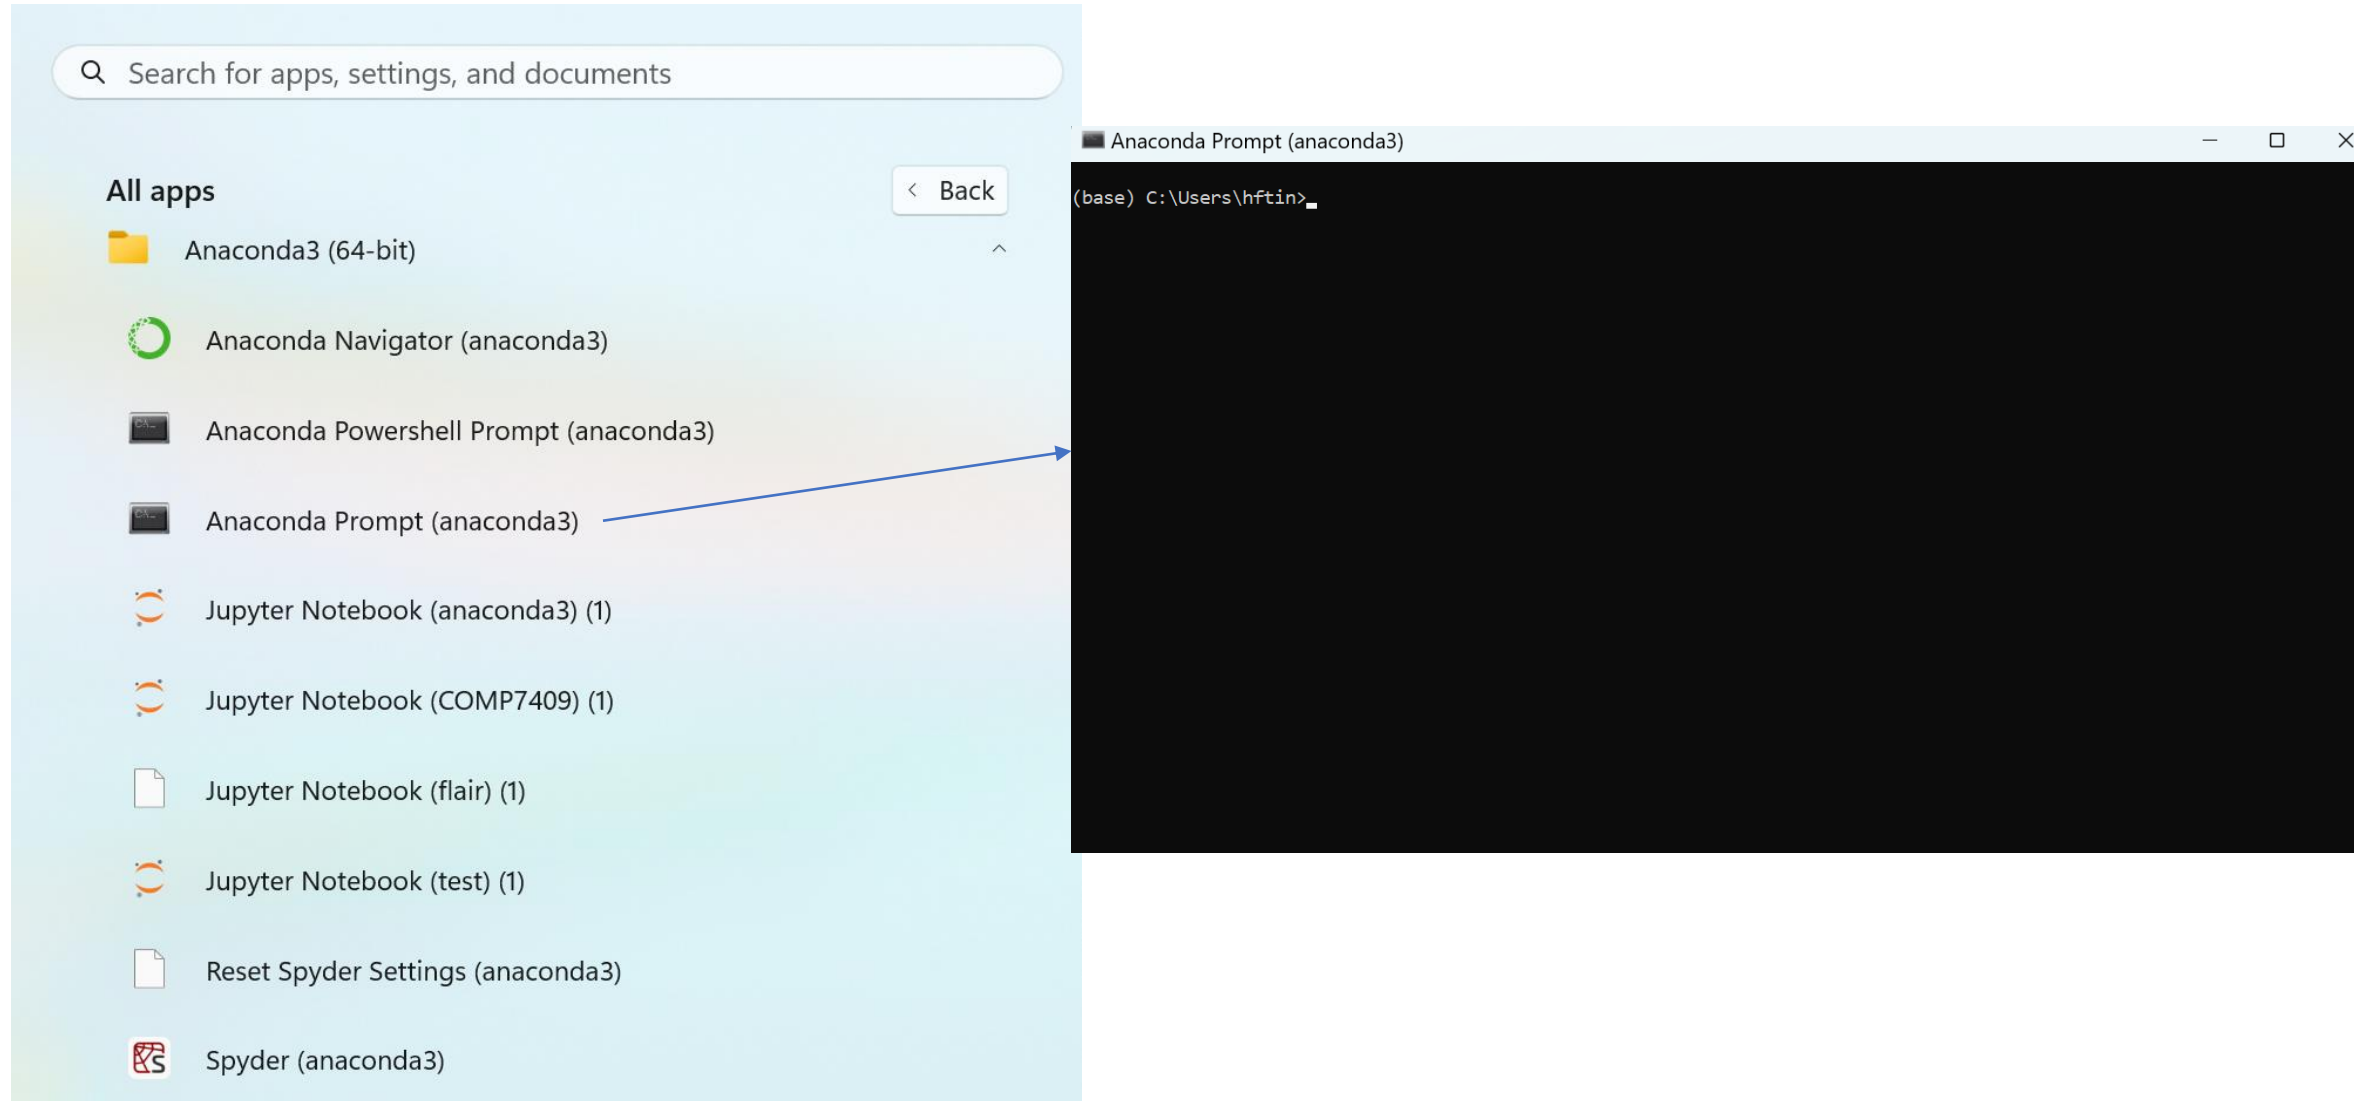 Search for apps, settings, and documents
All apps
Back
Anaconda3 (64-bit)
Anaconda Navigator (anaconda3)
Anaconda Powershell Prompt (anaconda3)
Anaconda Prompt (anaconda3)
Jupyter Notebook (anaconda3) (1)
Jupyter Notebook (COMP7409) (1)
Jupyter Notebook (flair) (1)
Jupyter Notebook (test) (1)
Reset Spyder Settings (anaconda3)
Spyder (anaconda3)
Anaconda Prompt (anaconda3)
(base) C:\Users\hftin>